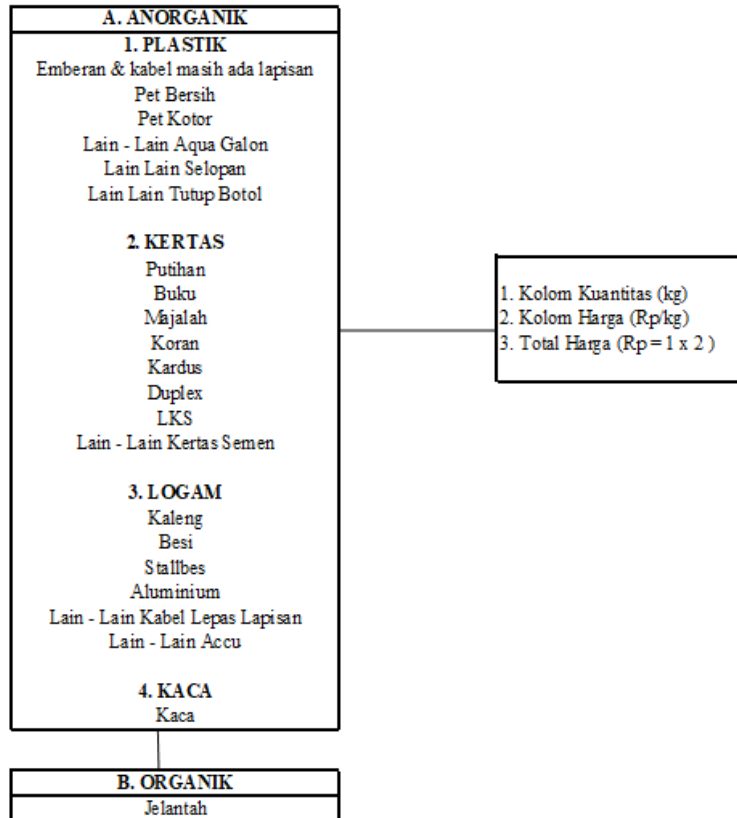 A. ANORGANIK
1. PLASTIK
Emberan & kabel masih ada lapisan
Pet Bersih
Pet Kotor
Lain - Lain Aqua Galon
Lain Lain Selopan
Lain Lain Tutup Botol
2. KERTAS
Putihan
Buku
Majalah
Koran
Kardus
Duplex
LKS
Lain - Lain Kertas Semen
3. LOGAM
Kaleng
Besi
Stallbes
Aluminium
Lain - Lain Kabel Lepas Lapisan
Lain - Lain Accu
4. KACA
Kaca
B. ORGANIK
Jelantah
1. Kolom Kuantitas (kg)
2. Kolom Harga (Rp/kg)
3. Total Harga (Rp = 1 x 2 )